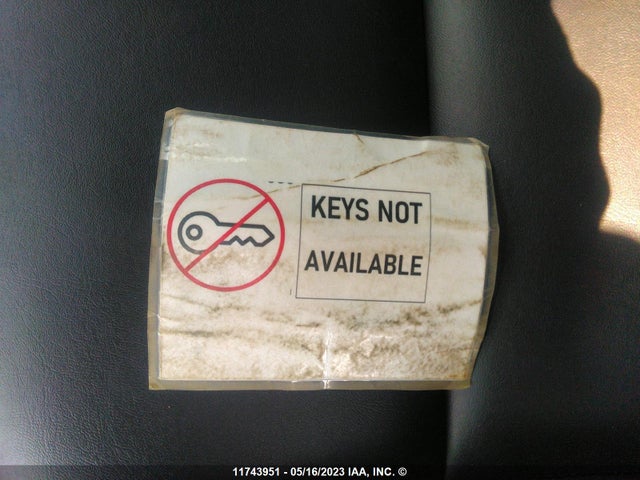 KEYS NOT
AVAILABLE
11743951 - 05/16/2023 IAA, INC. ©